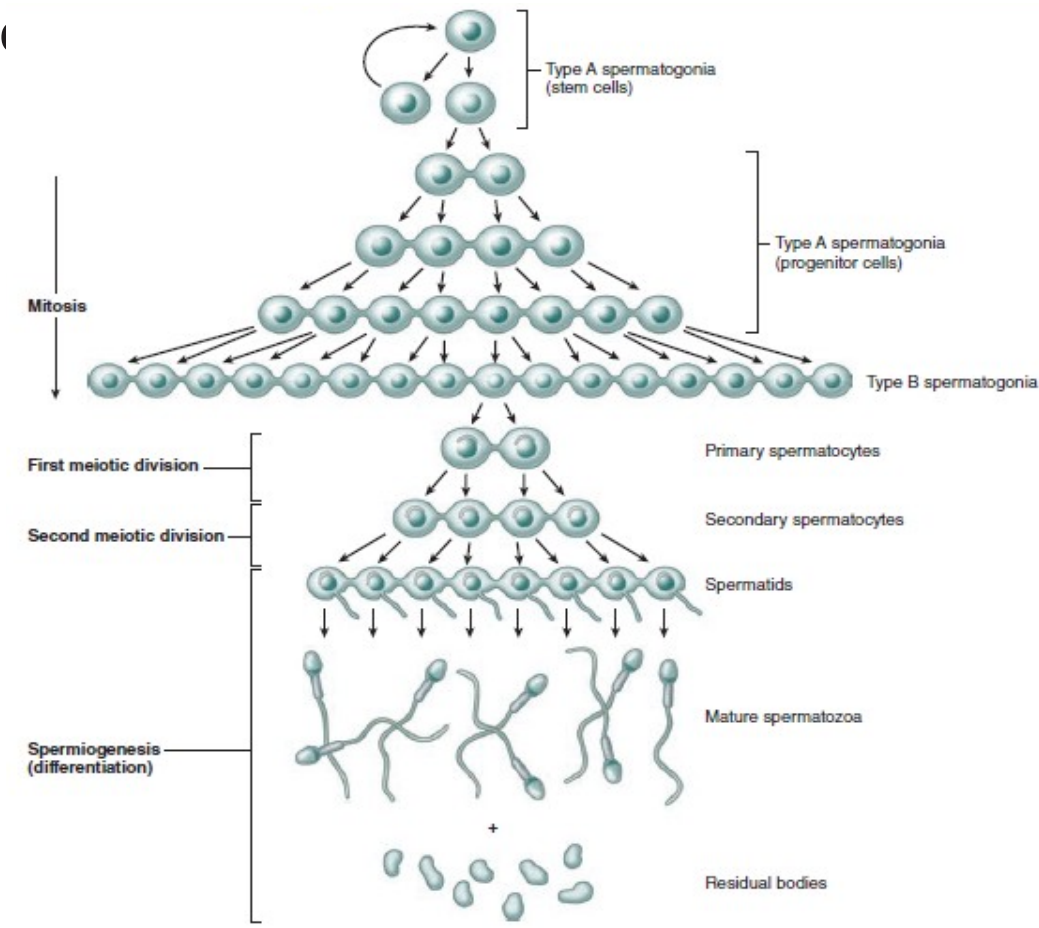 Type A spermatogonia
(stem cells)
Type A spermatogonia
(progenitor cells)
Mitosis
Type B spermatogonia
First meiotic division
Primary spermatocytes
Second meiotic division
Secondary spermatocytes
Spermatids
Mature spermatozoa
Spermiogenesis
(differentiation)
+
Residual bodies